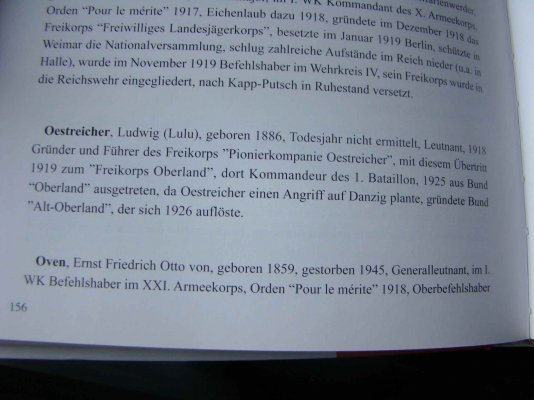 im I. WK Kommandant des X. Armeekorps,
Orden “Pour le mérite” 1917, Eichenlaub dazu 1918, gründete im Dezember 1918 das
Freikorps “Freiwilliges Landesjägerkorps”, besetzte im Januar 1919 Berlin, schützte in
Weimar die Nationalversammlung, schlug zahlreiche Aufstände im Reich nieder (u.a. in
Halle), wurde im November 1919 Befehlshaber im Wehrkreis IV, sein Freikorps wurde in
die Reichswehr eingegliedert, nach Kapp-Putsch in Ruhestand versetzt.
Oestreicher, Ludwig (Lulu), geboren 1886, Todesjahr nicht ermittelt, Leutnant, 1918
Gründer und Führer des Freikorps ”Pionierkompanie Oestreicher”, mit diesem Übertritt
1919 zum ”Freikorps Oberland”, dort Kommandeur des 1. Bataillon, 1925 aus Bund
“Oberland” ausgetreten, da Oestreicher einen Angriff auf Danzig plante, gründete Bund
”Alt-Oberland”, der sich 1926 auflöste.
Oven, Ernst Friedrich Otto von, geboren 1859, gestorben 1945, Generalleutnant, im I.
WK Befehlshaber im XXI. Armeekorps, Orden “Pour le mérite” 1918, Oberbefehlshaber
156